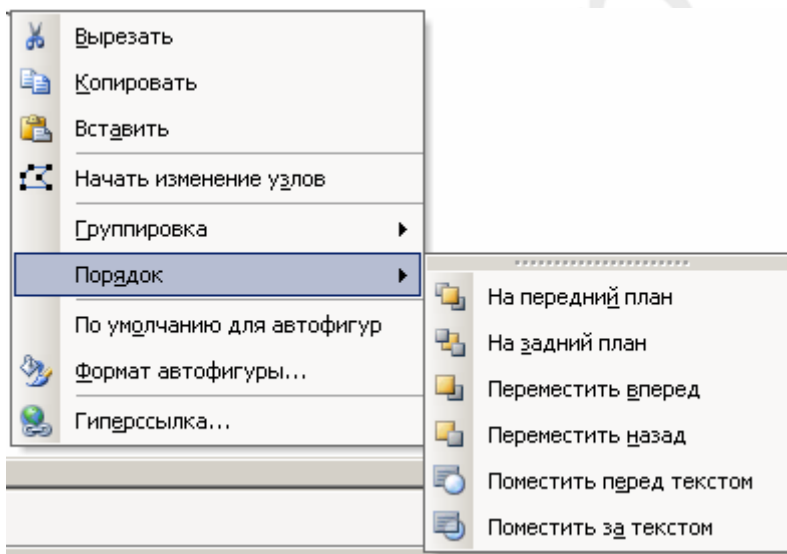 Вырезать
Копировать
Вставить
Начать изменение узлов
Группировка
Порядок
По умолчанию для автофигур
Формат автофигуры...
Гиперссылка...
На передний план
На задний план
Переместить вперед
Переместить назад
Поместить перед текстом
Поместить за текстом